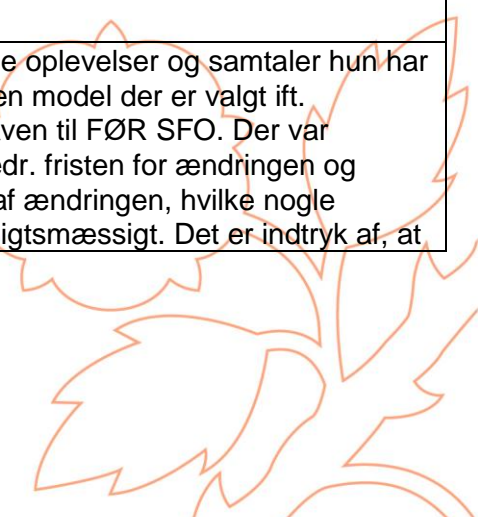 e oplevelser og samtaler hun har
en model der er valgt ift.
ven til FØR SFO. Der var
edr. fristen for ændringen og
af ændringen, hvilke nogle
igtsmæssigt. Det er indtryk af, at